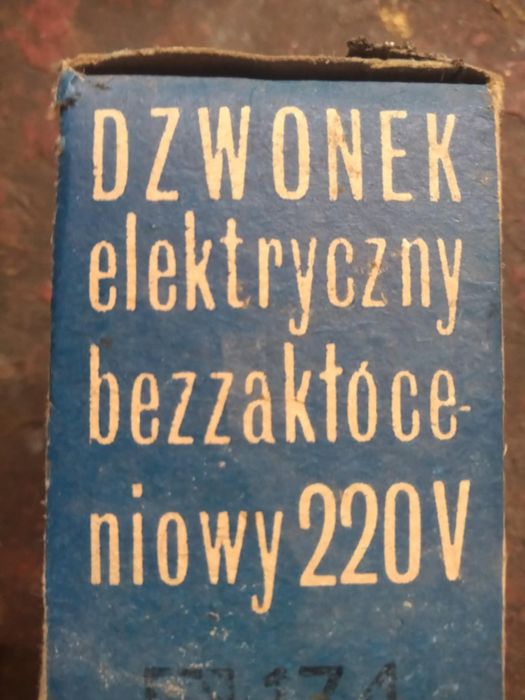 DZWONEK
elektryczny
bezzakłóce-
niowy 220V